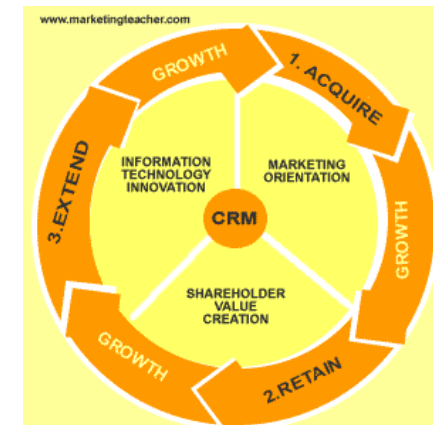 www.marketingteacher.com
GROWTH
1. ACQUIRE
GROWTH
2.RETAIN
GROWTH
3.EXTEND
INFORMATION
TECHNOLOGY
INNOVATION
MARKETING
ORIENTATION
CRM
SHAREHOLDER
VALUE
CREATION